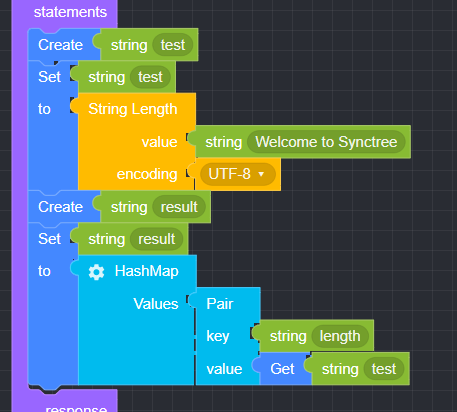 statements
Create string test
Set string test
to String Length
value string Welcome to Synctree
encoding UTF-8
Create string result
Set string result
to HashMap
Values Pair
key string length
value Get string test
response